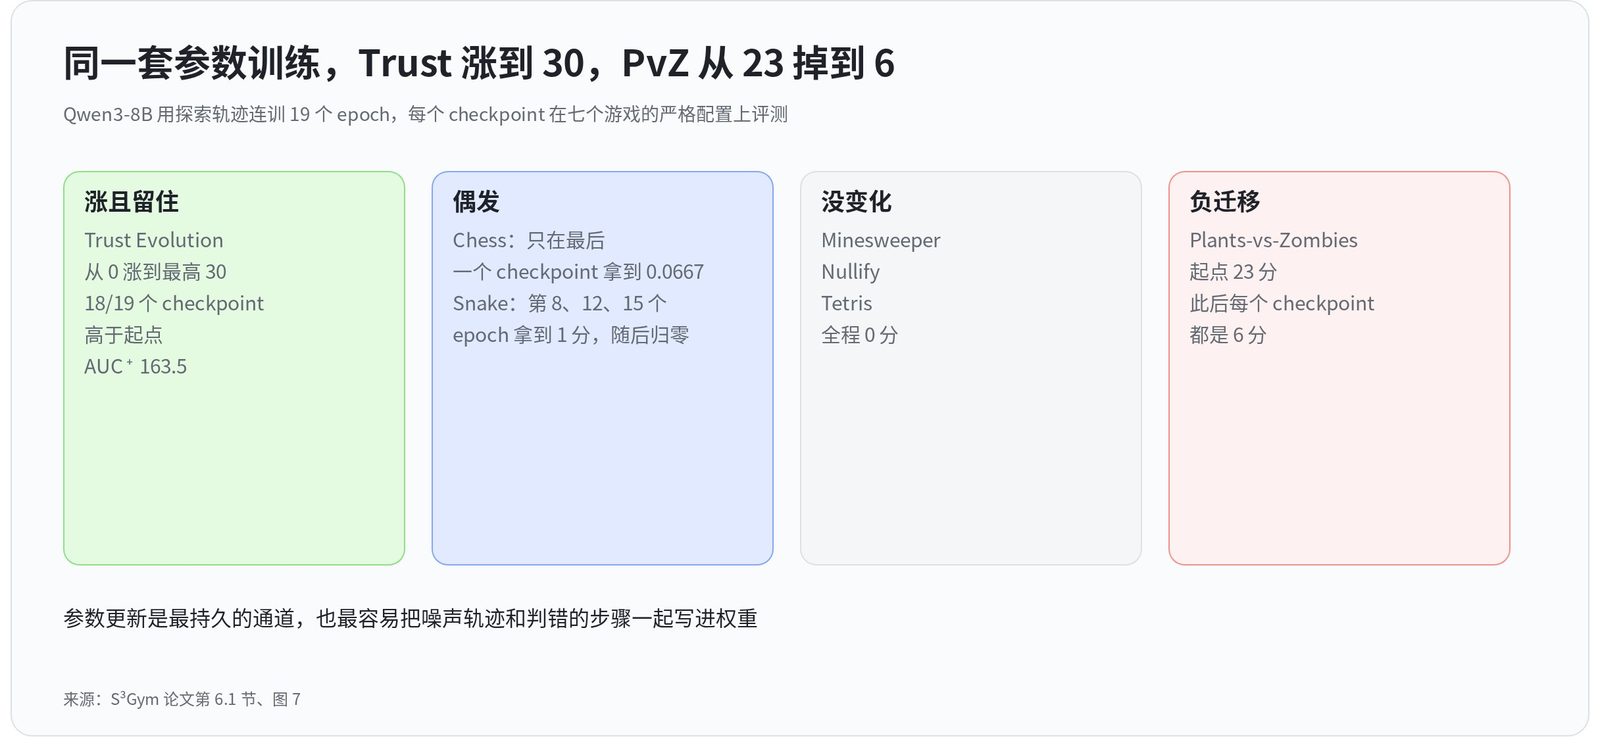 同一套参数训练，Trust 涨到 30，PvZ 从 23 掉到 6
Qwen3-8B 用探索轨迹连训 19 个 epoch，每个 checkpoint 在七个游戏的严格配置上评测
涨且留住
Trust Evolution
从 0 涨到最高 30
18/19 个 checkpoint
高于起点
AUC⁺ 163.5
偶发
Chess：只在最后
一个 checkpoint 拿到 0.0667
Snake：第 8、12、15 个
epoch 拿到 1 分，随后归零
没变化
Minesweeper
Nullify
Tetris
全程 0 分
负迁移
Plants-vs-Zombies
起点 23 分
此后每个 checkpoint
都是 6 分
参数更新是最持久的通道，也最容易把噪声轨迹和判错的步骤一起写进权重
来源：S³Gym 论文第 6.1 节、图 7